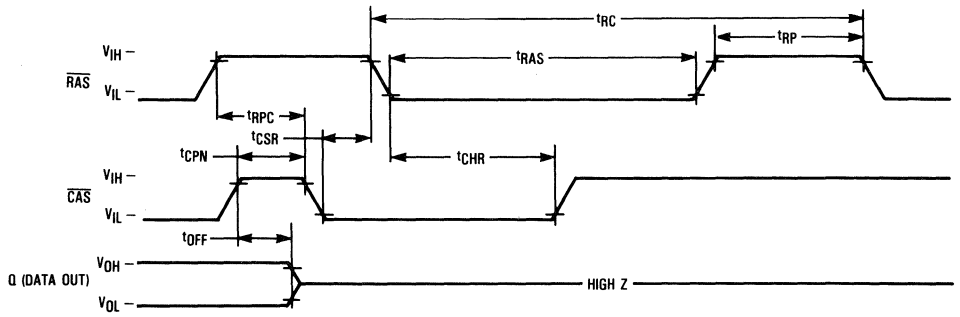 tRC
tRP
VIH
tRAS
RAS
VIL
tRPC
tCSR
tCPN
tCHR
VIH
CAS
VIL
tOFF
VOH
Q (DATA OUT)
HIGH Z
VOL